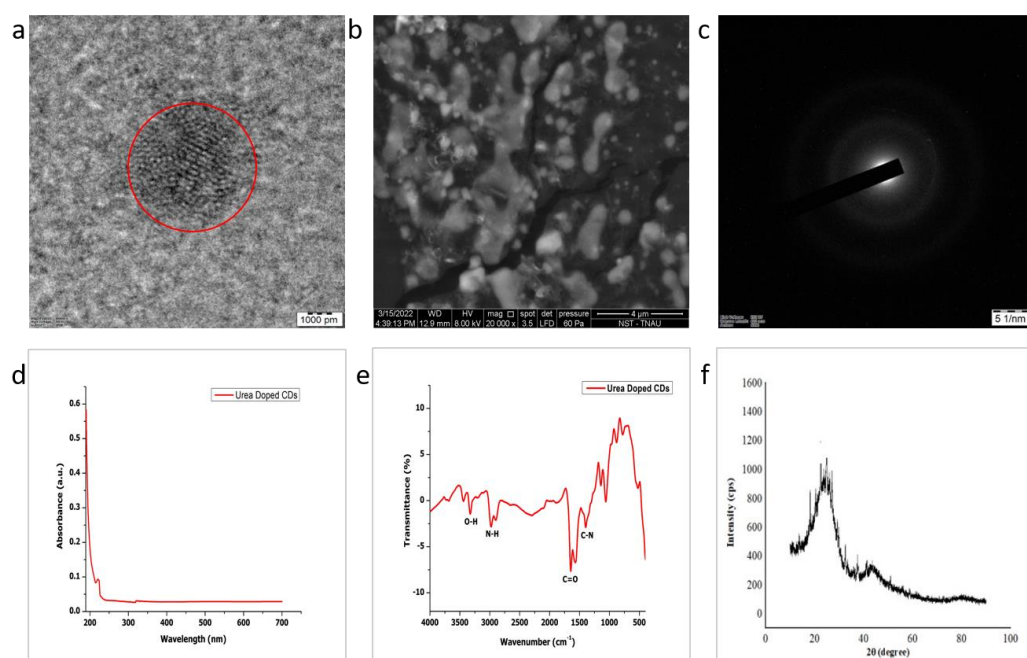 a
b
c
1000 pm
3/15/2022 WD HV mag spot det pressure 4 µm
4:39:13 PM 12.9 mm 8.00 kV 20 000 x 3.5 LFD 60 Pa NST - TNAU
5 1/nm
d
Urea Doped CDs
Absorbance (a.u.)
0.6
0.5
0.4
0.3
0.2
0.1
0.0
200 300 400 500 600 700
Wavelength (nm)
e
Urea Doped CDs
Transmittance (%)
10
5
0
-5
-10
O-H
N-H
C=O
C-N
4000 3500 3000 2500 2000 1500 1000 500
Wavenumber (cm⁻¹)
f
Intensity (cps)
1600
1400
1200
1000
800
600
400
200
0
0 20 40 60 80 100
2θ (degree)